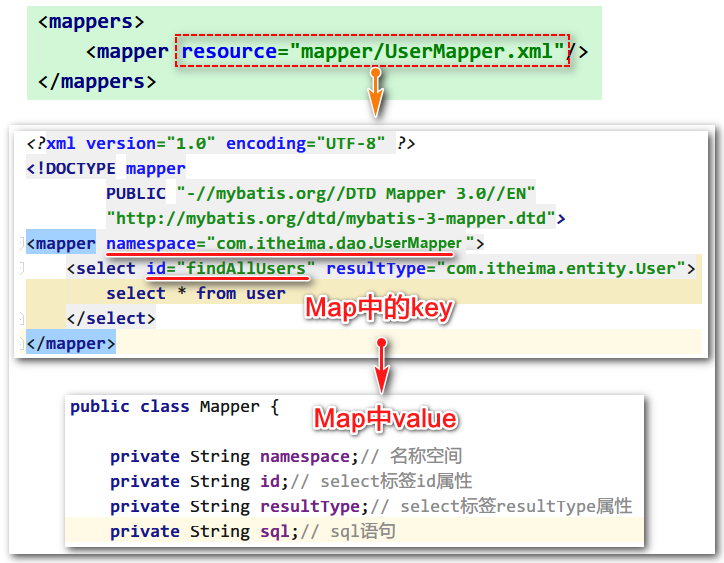 <mappers>
<mapper resource="mapper/UserMapper.xml"/>
</mappers>
<?xml version="1.0" encoding="UTF-8" ?>
<!DOCTYPE mapper
PUBLIC "-//mybatis.org//DTD Mapper 3.0//EN"
"http://mybatis.org/dtd/mybatis-3-mapper.dtd">
<mapper namespace="com.itheima.dao.UserMapper">
<select id="findAllUsers" resultType="com.itheima.entity.User">
select * from user
Map中的key
</select>
</mapper>
public class Mapper {
Map中value
private String namespace;// 名称空间
private String id;// select标签id属性
private String resultType;// select标签resultType属性
private String sql;// sql语句